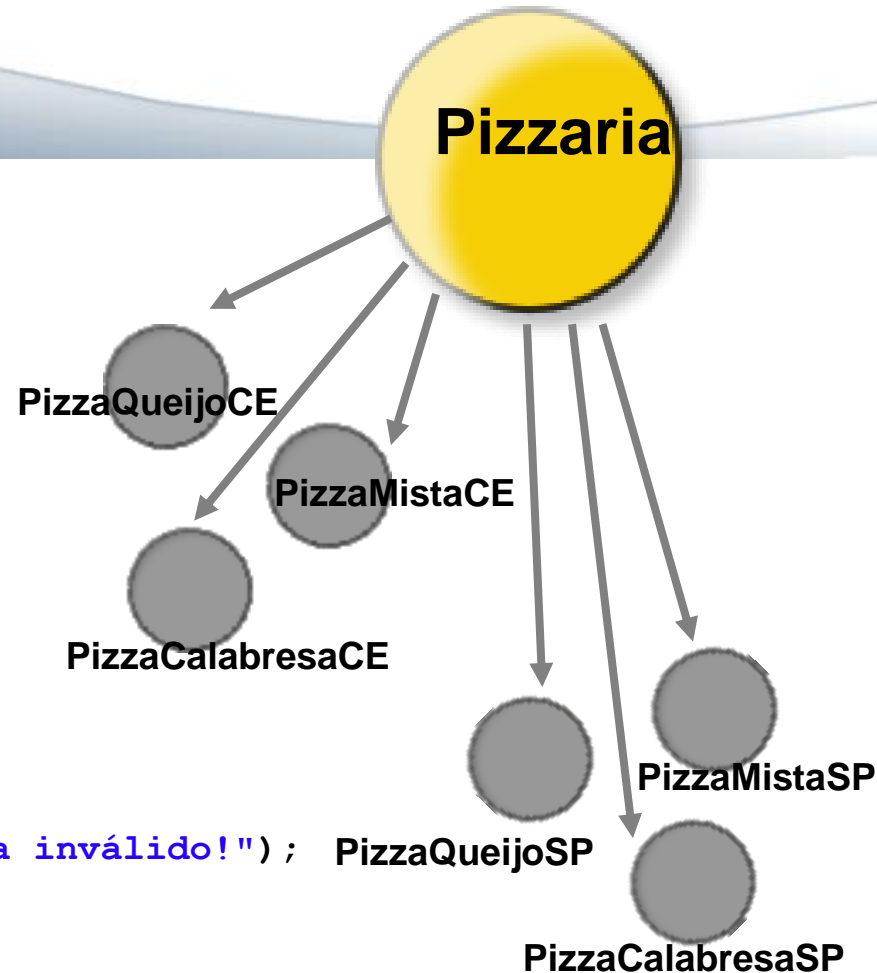 Pizzaria
PizzaQueijoCE
PizzaMistaCE
PizzaCalabresaCE
PizzaMistaSP
a inválido!");
PizzaQueijoSP
PizzaCalabresaSP